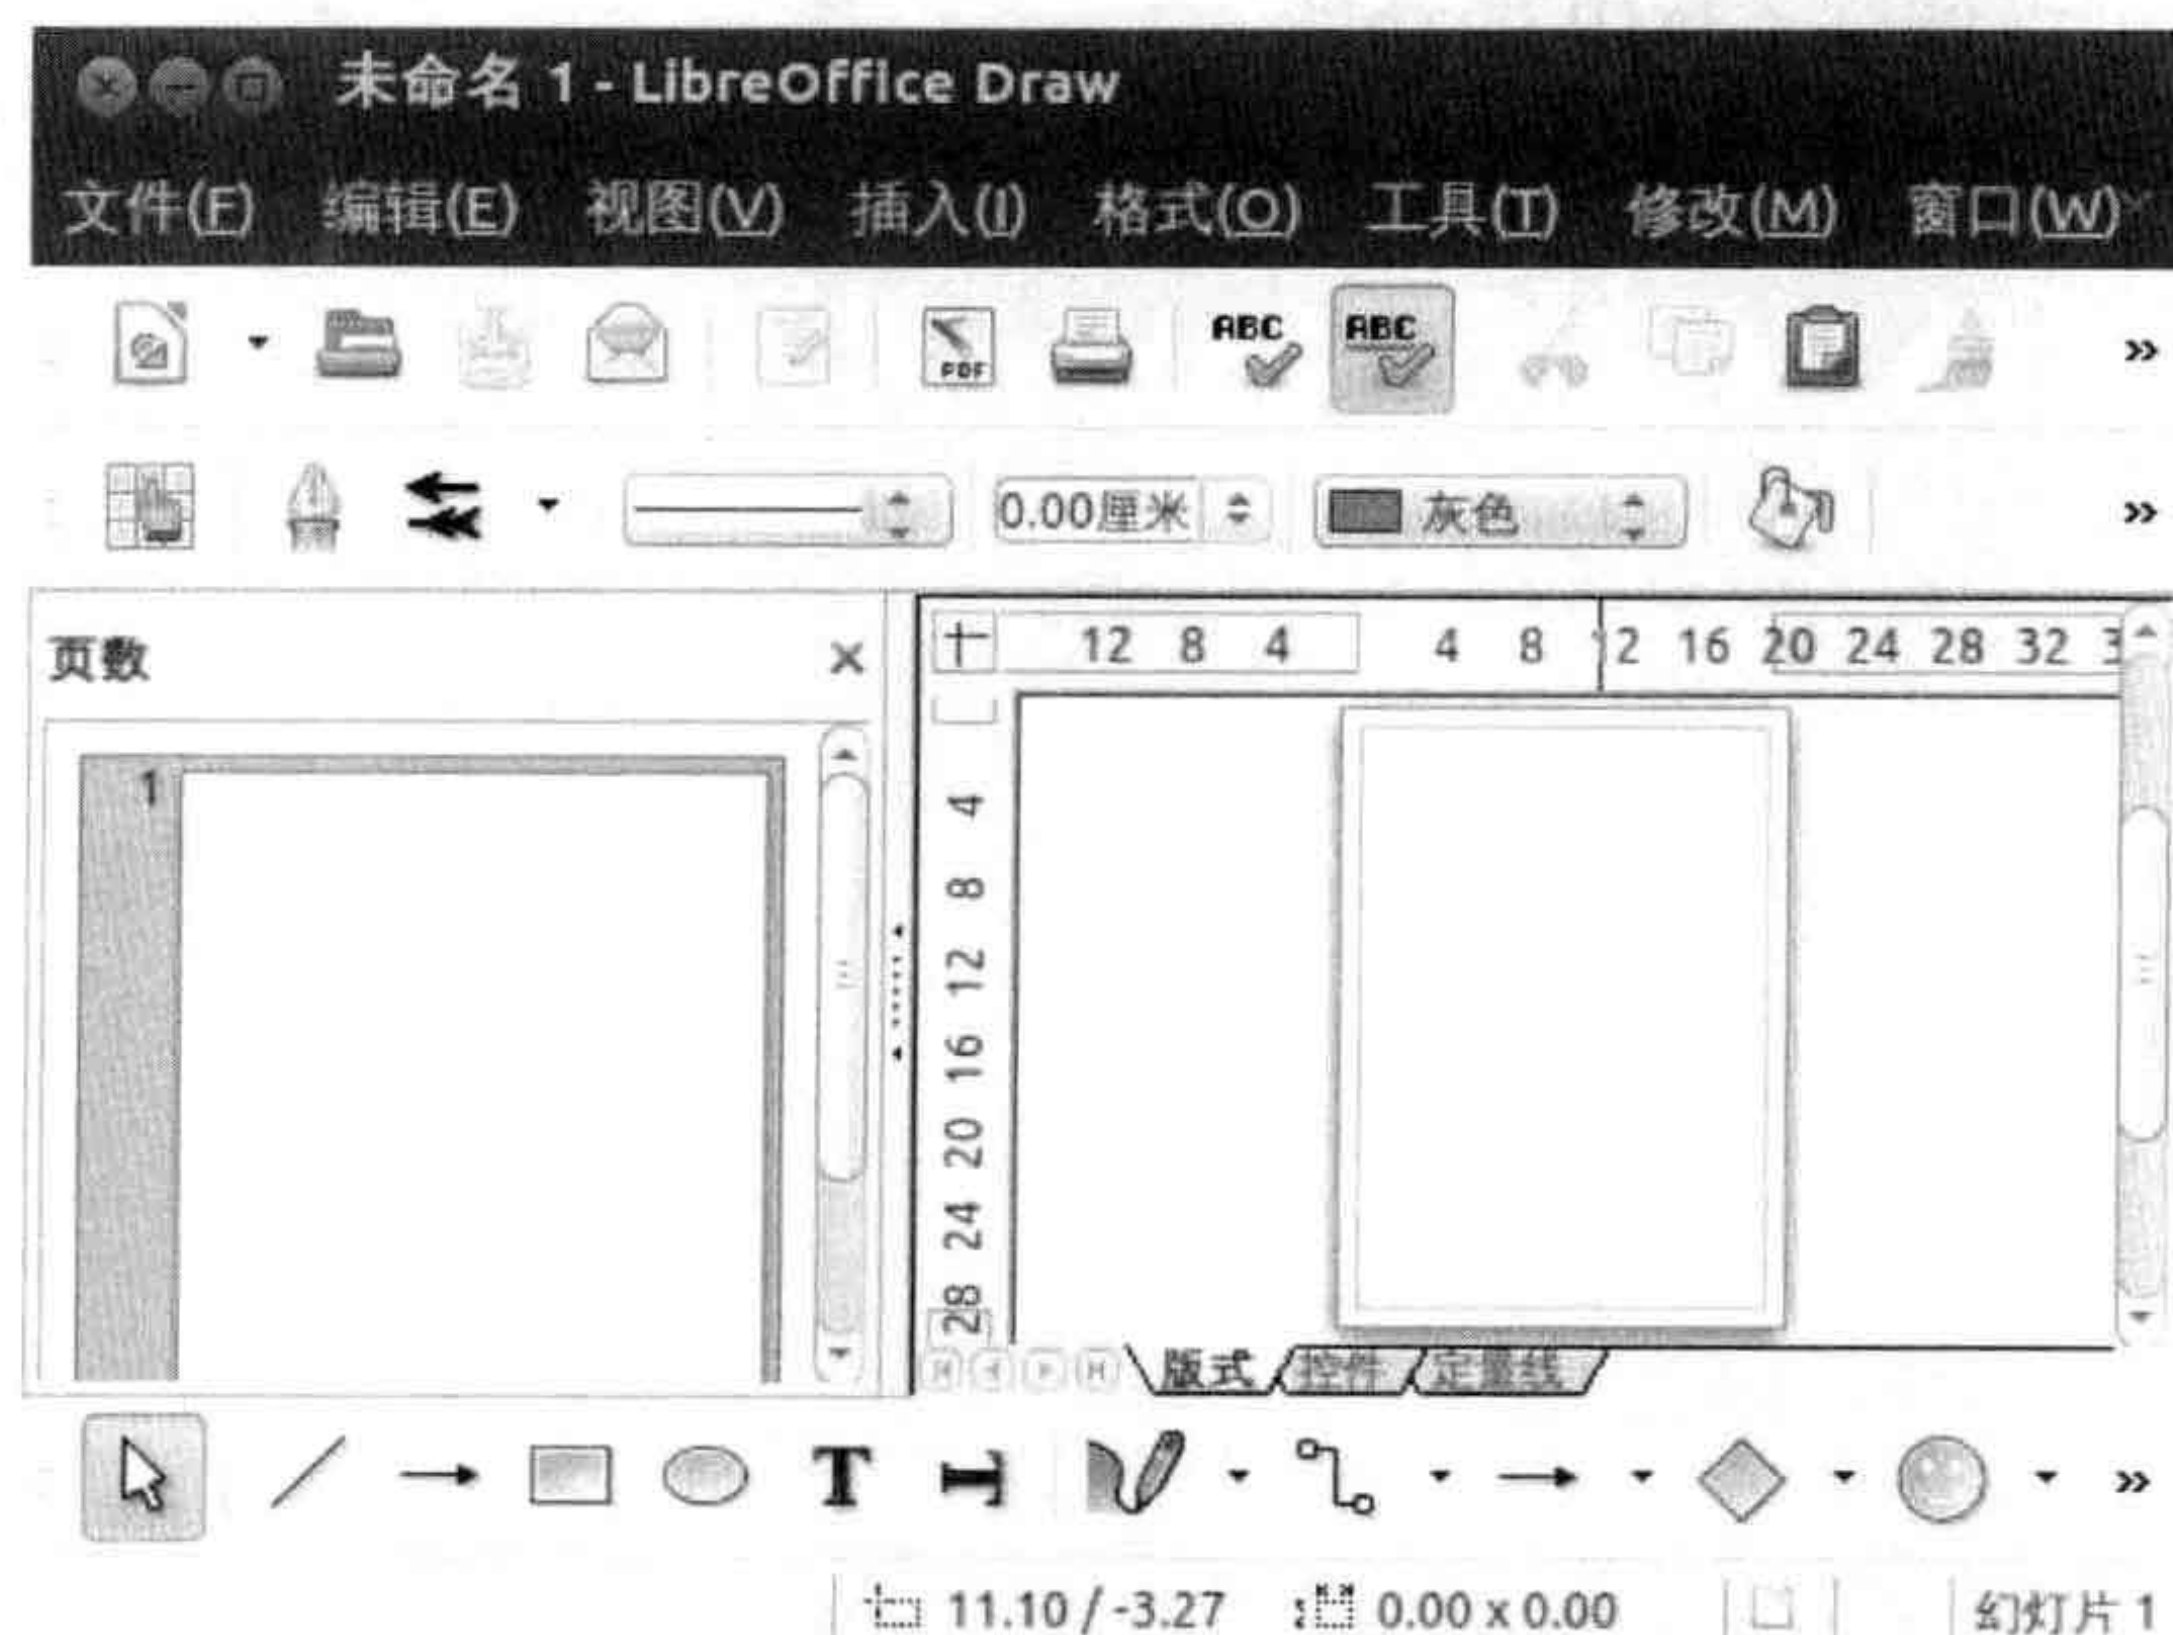 未命名 1 - LibreOffice Draw
文件(F) 编辑(E) 视图(V) 插入(I) 格式(O) 工具(T) 修改(M) 窗口(W)
PDF ABC ABC
0.00厘米 灰色
页数
12 8 4 4 8 12 16 20 24 28 32 3
1
4
8
12
16
20
24
28
版式 控件 定量线
T T
11.10 / -3.27 0.00 x 0.00 幻灯片 1